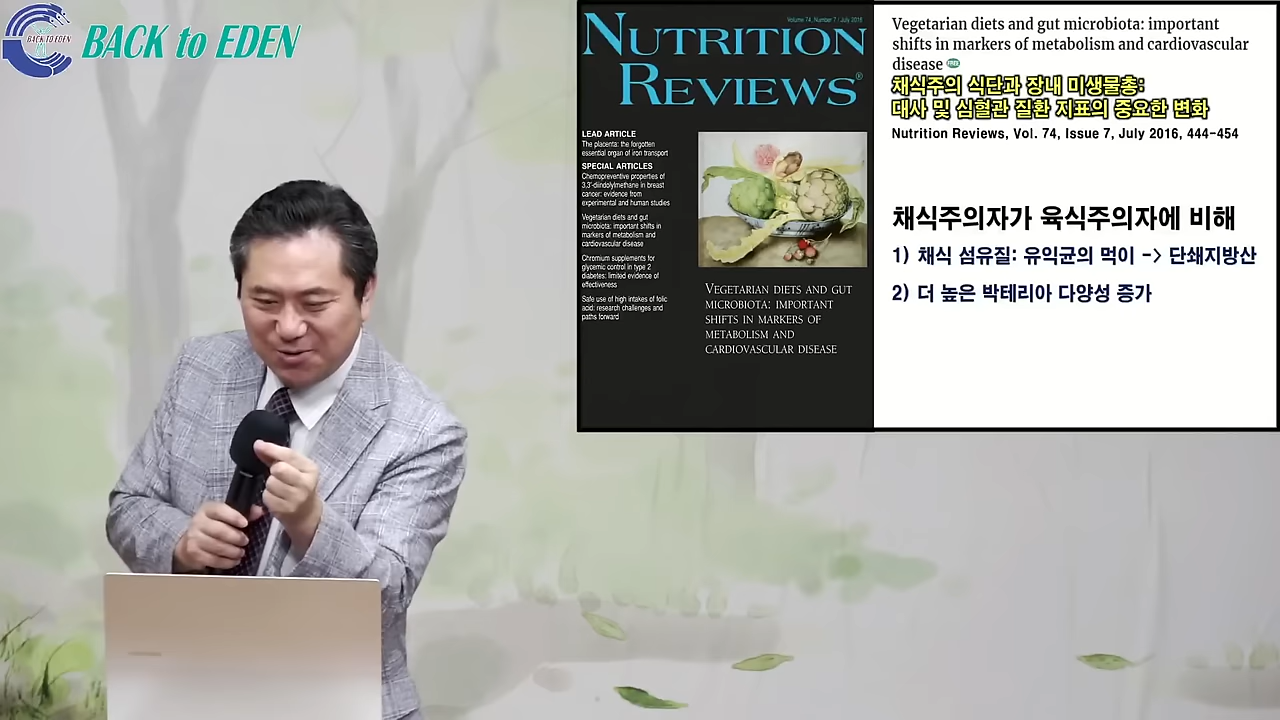 BACK TO EDEN
BACK to EDEN
Volume 74, Number 7 / July 2016
NUTRITION
REVIEWS®
LEAD ARTICLE
The placenta: the forgotten
essential organ of iron transport
SPECIAL ARTICLES
Chemopreventive properties of
3,3'-diindolylmethane in breast
cancer: evidence from
experimental and human studies
Vegetarian diets and gut
microbiota: important shifts in
markers of metabolism and
cardiovascular disease
Chromium supplements for
glycemic control in type 2
diabetes: limited evidence of
effectiveness
Safe use of high intakes of folic
acid: research challenges and
paths forward
VEGETARIAN DIETS AND GUT
MICROBIOTA: IMPORTANT
SHIFTS IN MARKERS OF
METABOLISM AND
CARDIOVASCULAR DISEASE
Vegetarian diets and gut microbiota: important
shifts in markers of metabolism and cardiovascular
disease
채식주의 식단과 장내 미생물총:
대사 및 심혈관 질환 지표의 중요한 변화
Nutrition Reviews, Vol. 74, Issue 7, July 2016, 444-454
채식주의자가 육식주의자에 비해
1) 채식 섬유질: 유익균의 먹이 -> 단쇄지방산
2) 더 높은 박테리아 다양성 증가